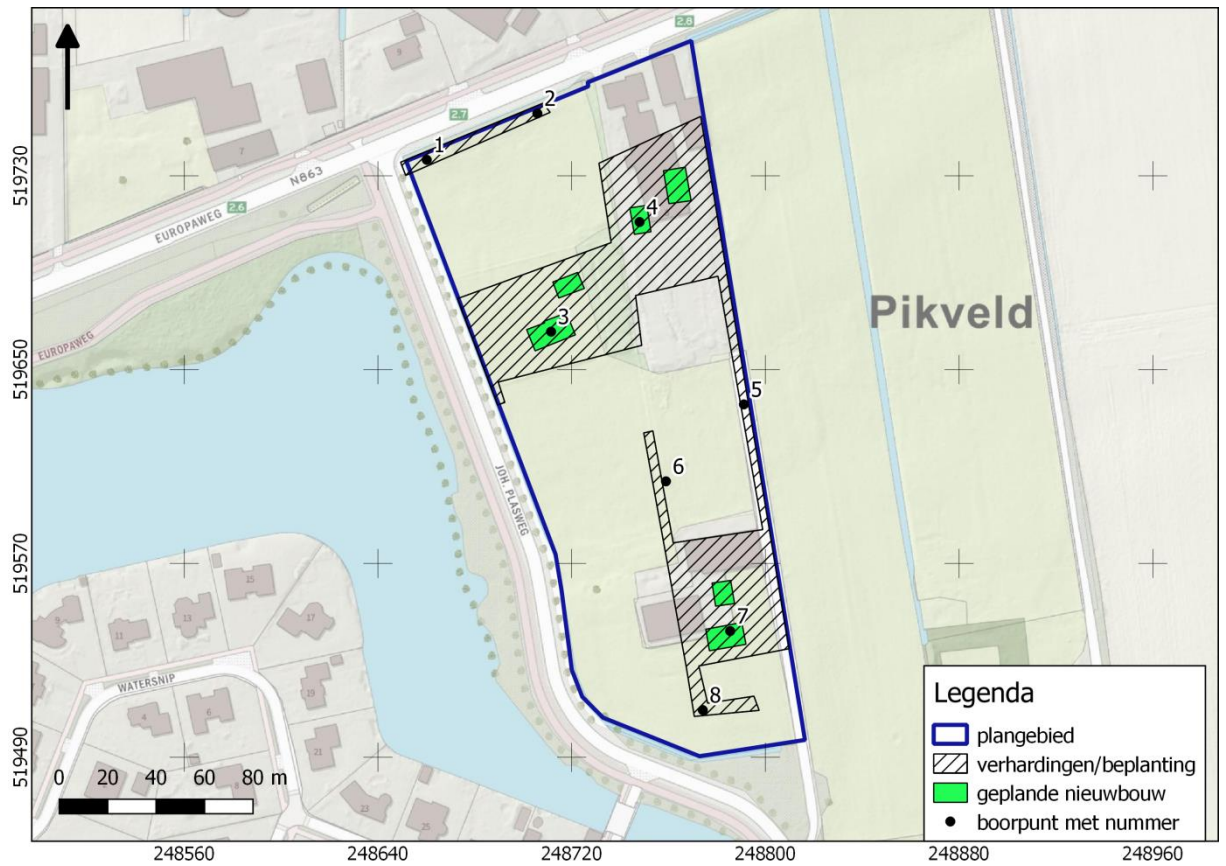 2.8
9
2.7
2
1
7
N863
2.6
EUROPAWEG
4
Pikveld
3
EUROPAWEG
5
6
JOH. PLASWEG
15
13
17
11
9
7
WATERSNIP
19
4
6
8
21
8
23
25
519730
519650
519570
519490
0 20 40 60 80 m
Legenda
plangebied
verhardingen/beplanting
geplande nieuwbouw
boorpunt met nummer
248560 248640 248720 248800 248880 248960